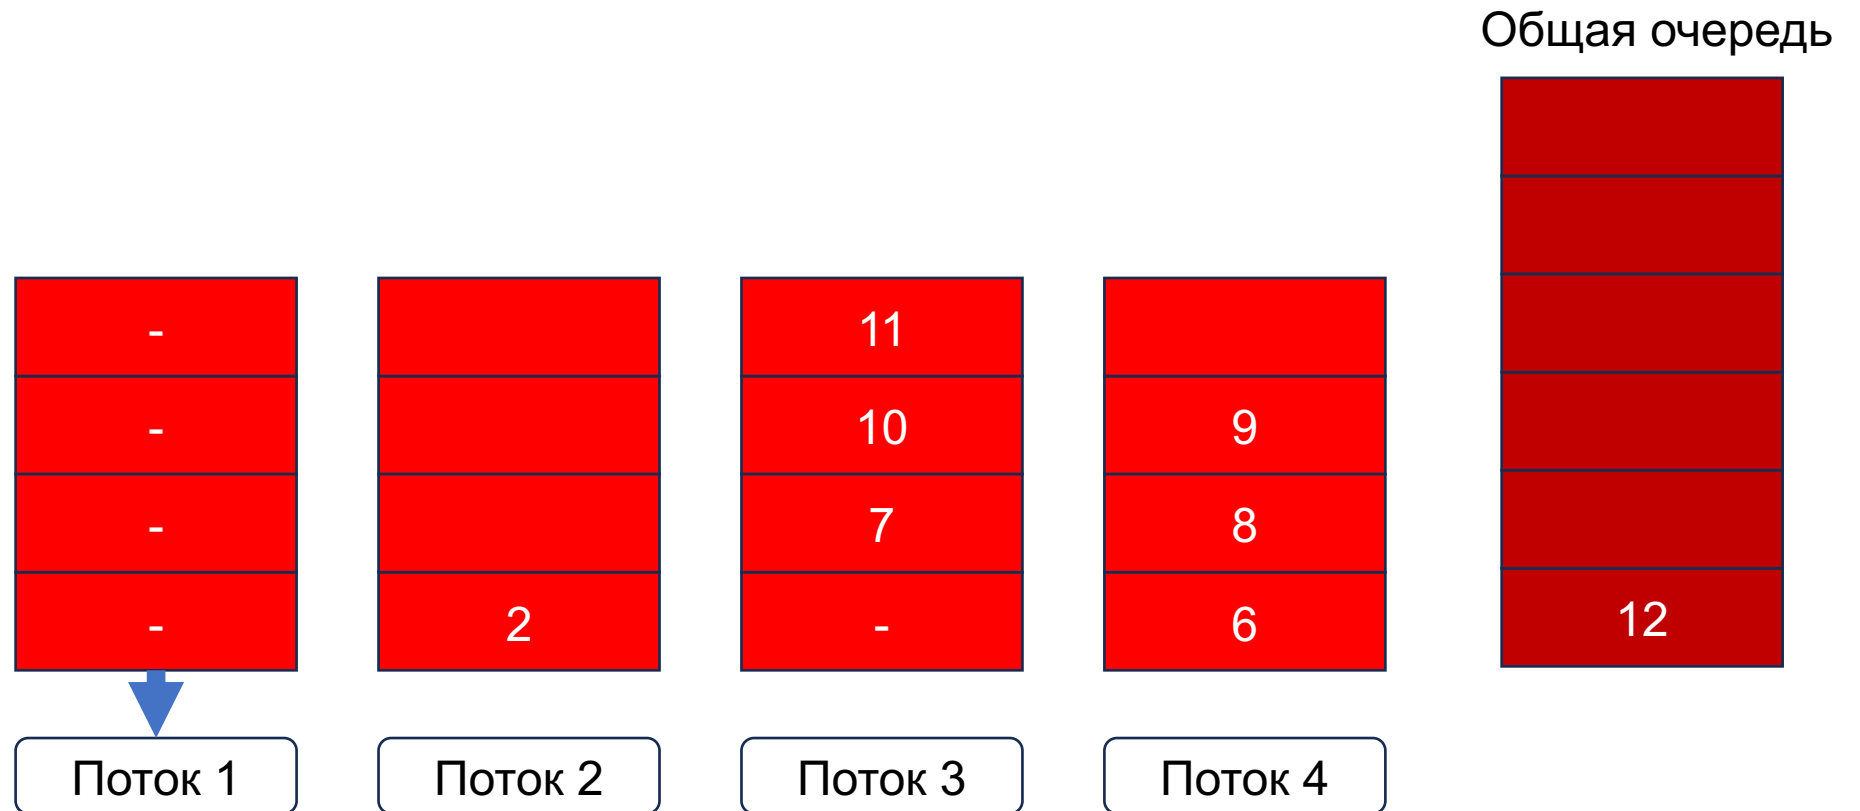 Общая очередь
- 11
- 10 9
- 7 8
- 2 - 6 12
Поток 1 Поток 2 Поток 3 Поток 4